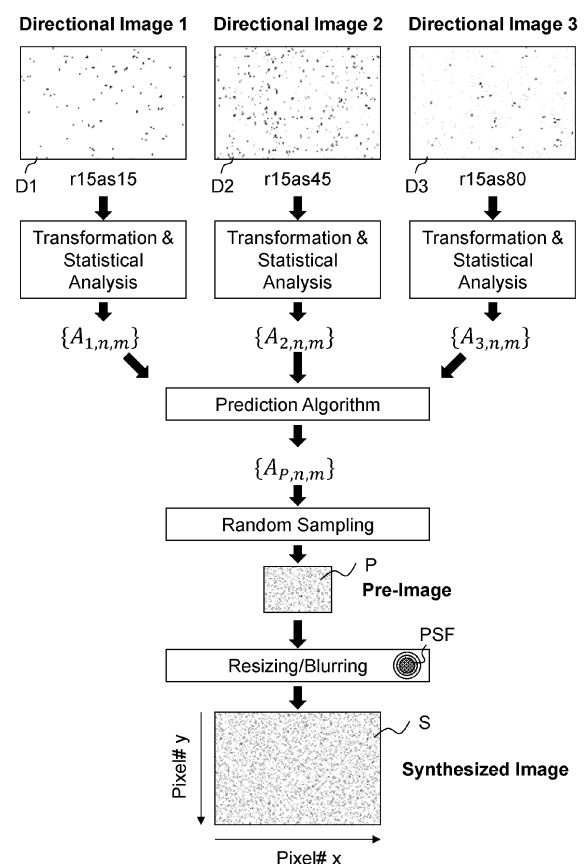 Directional Image 1
Directional Image 2
Directional Image 3
D1
r15as15
D2
r15as45
D3
r15as80
Transformation &
Statistical
Analysis
Transformation &
Statistical
Analysis
Transformation &
Statistical
Analysis
{A1,n,m}
{A2,n,m}
{A3,n,m}
Prediction Algorithm
{AP,n,m}
Random Sampling
P
Pre-Image
PSF
Resizing/Blurring
S
Pixel# y
Synthesized Image
Pixel# x